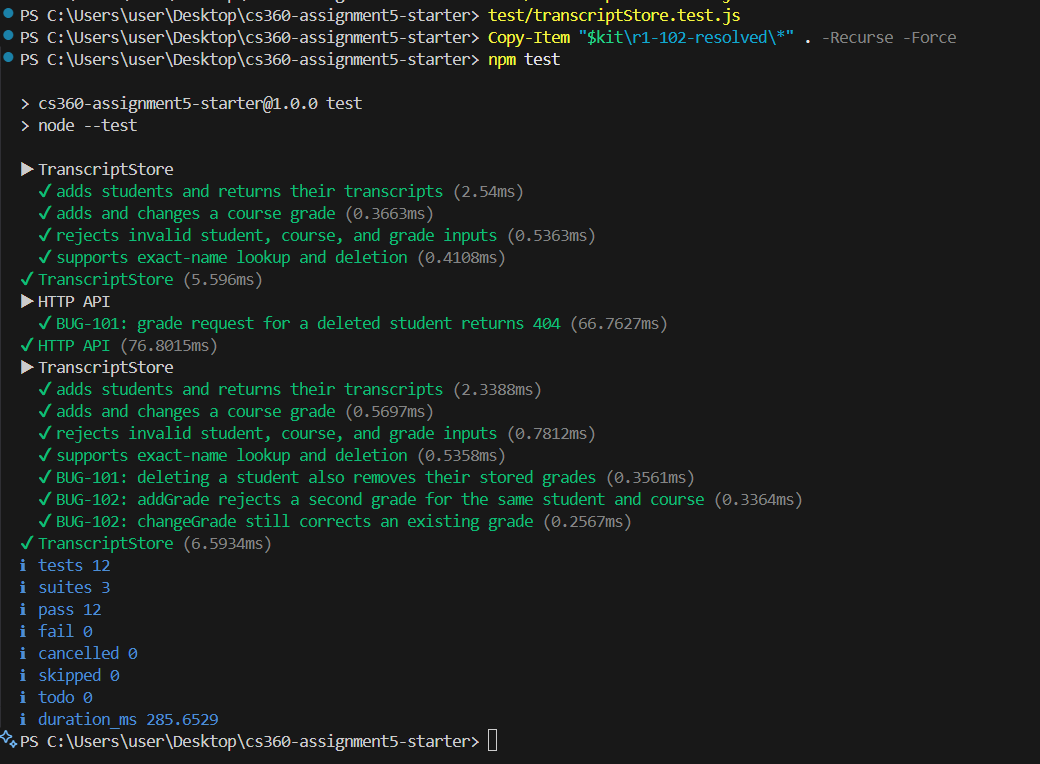 PS C:\Users\user\Desktop\cs360-assignment5-starter> test/transcriptStore.test.js
PS C:\Users\user\Desktop\cs360-assignment5-starter> Copy-Item "$kit\r1-102-resolved\*" . -Recurse -Force
PS C:\Users\user\Desktop\cs360-assignment5-starter> npm test
> cs360-assignment5-starter@1.0.0 test
> node --test
▶ TranscriptStore
✔ adds students and returns their transcripts (2.54ms)
✔ adds and changes a course grade (0.3663ms)
✔ rejects invalid student, course, and grade inputs (0.5363ms)
✔ supports exact-name lookup and deletion (0.4108ms)
✔ TranscriptStore (5.596ms)
▶ HTTP API
✔ BUG-101: grade request for a deleted student returns 404 (66.7627ms)
✔ HTTP API (76.8015ms)
▶ TranscriptStore
✔ adds students and returns their transcripts (2.3388ms)
✔ adds and changes a course grade (0.5697ms)
✔ rejects invalid student, course, and grade inputs (0.7812ms)
✔ supports exact-name lookup and deletion (0.5358ms)
✔ BUG-101: deleting a student also removes their stored grades (0.3561ms)
✔ BUG-102: addGrade rejects a second grade for the same student and course (0.3364ms)
✔ BUG-102: changeGrade still corrects an existing grade (0.2567ms)
✔ TranscriptStore (6.5934ms)
ℹ tests 12
ℹ suites 3
ℹ pass 12
ℹ fail 0
ℹ cancelled 0
ℹ skipped 0
ℹ todo 0
ℹ duration_ms 285.6529
PS C:\Users\user\Desktop\cs360-assignment5-starter>